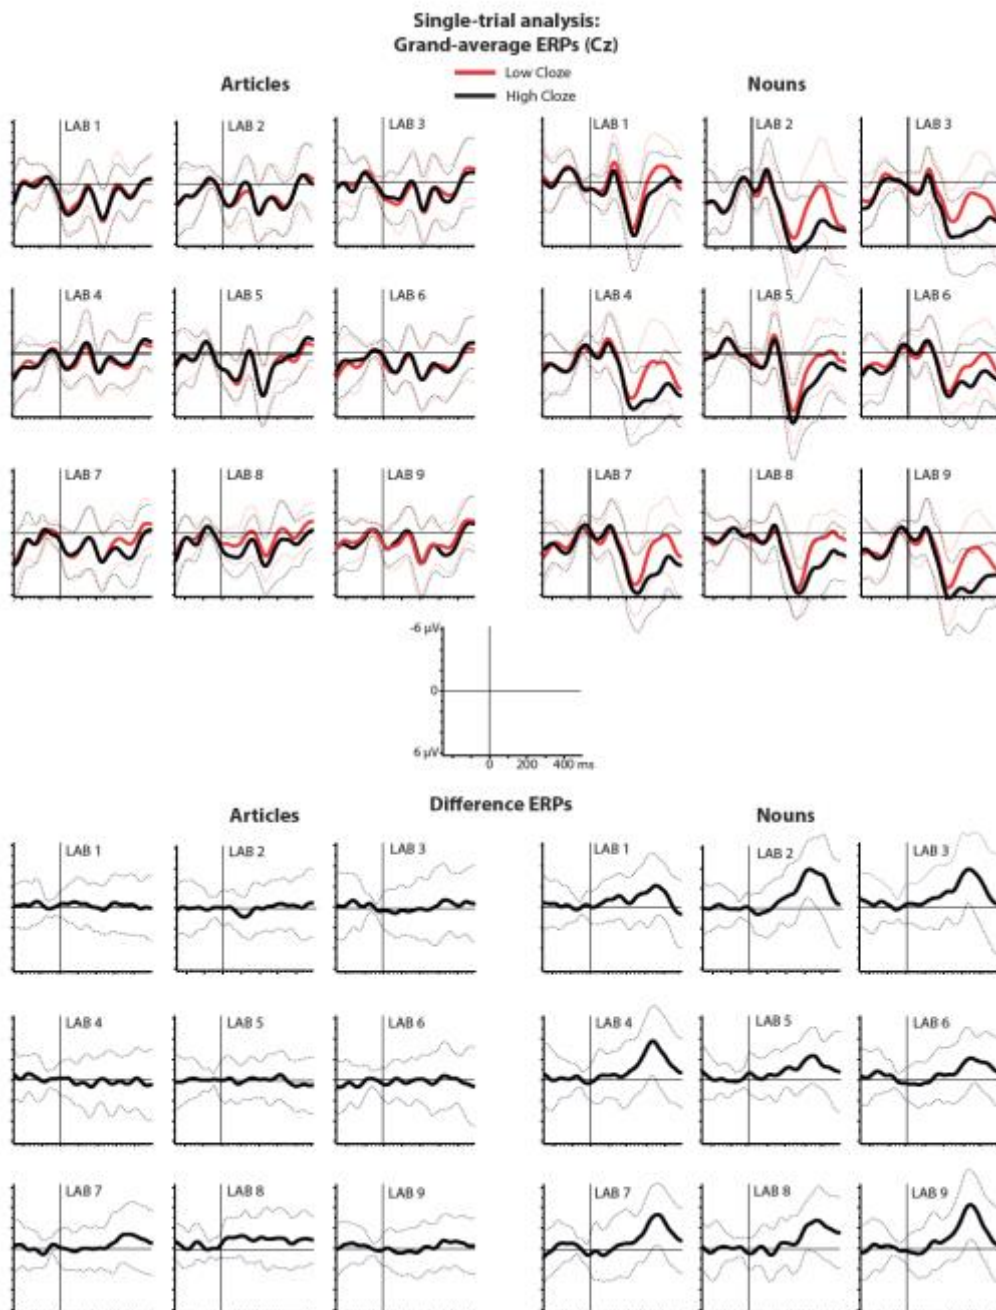 Single-trial analysis:
Grand-average ERPs (Cz)
Low Cloze
High Cloze
Articles
Nouns
LAB 1
LAB 2
LAB 3
LAB 1
LAB 2
LAB 3
LAB 4
LAB 5
LAB 6
LAB 4
LAB 5
LAB 6
LAB 7
LAB 8
LAB 9
LAB 7
LAB 8
LAB 9
-6 µV
0
6 µV
0 200 400 ms
Difference ERPs
Articles
Nouns
LAB 1
LAB 2
LAB 3
LAB 1
LAB 2
LAB 3
LAB 4
LAB 5
LAB 6
LAB 4
LAB 5
LAB 6
LAB 7
LAB 8
LAB 9
LAB 7
LAB 8
LAB 9